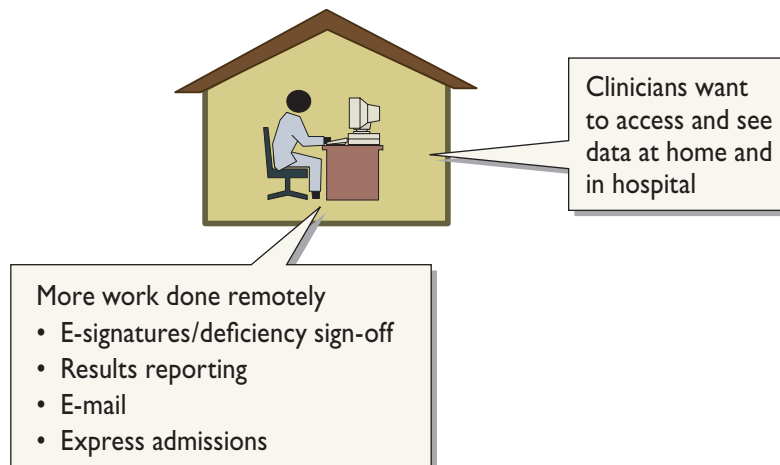 Clinicians want
to access and see
data at home and
in hospital
More work done remotely
• E-signatures/deficiency sign-off
• Results reporting
• E-mail
• Express admissions